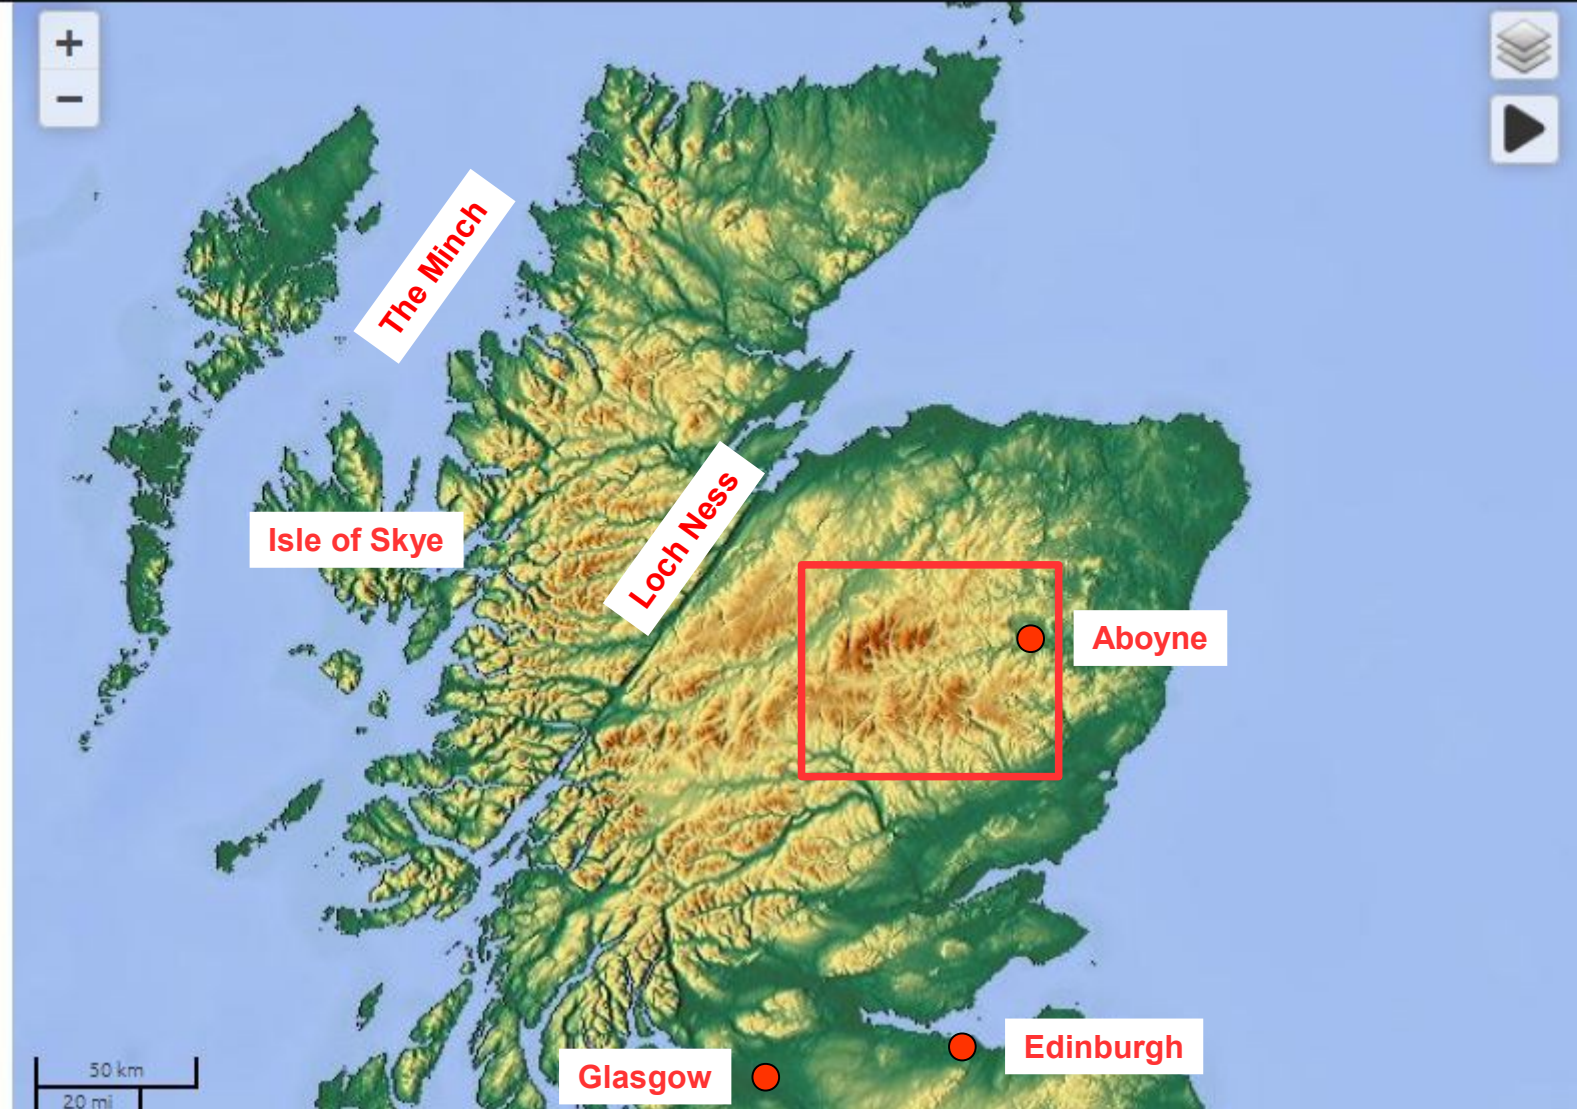 +
−
The Minch
Loch Ness
Isle of Skye
Aboyne
Edinburgh
Glasgow
50 km
20 mi